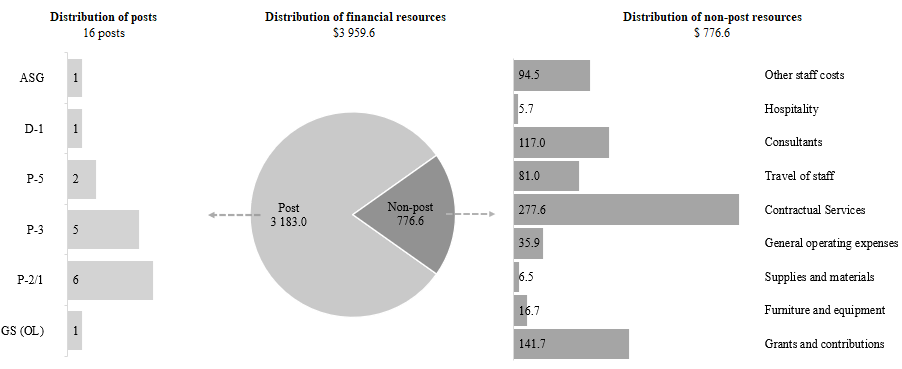 Distribution of posts
16 posts
ASG 1
D-1 1
P-5 2
P-3 5
P-2/1 6
GS (OL) 1
Distribution of financial resources
$3 959.6
Post
3 183.0
Non-post
776.6
Distribution of non-post resources
$ 776.6
94.5 Other staff costs
5.7 Hospitality
117.0 Consultants
81.0 Travel of staff
277.6 Contractual Services
35.9 General operating expenses
6.5 Supplies and materials
16.7 Furniture and equipment
141.7 Grants and contributions